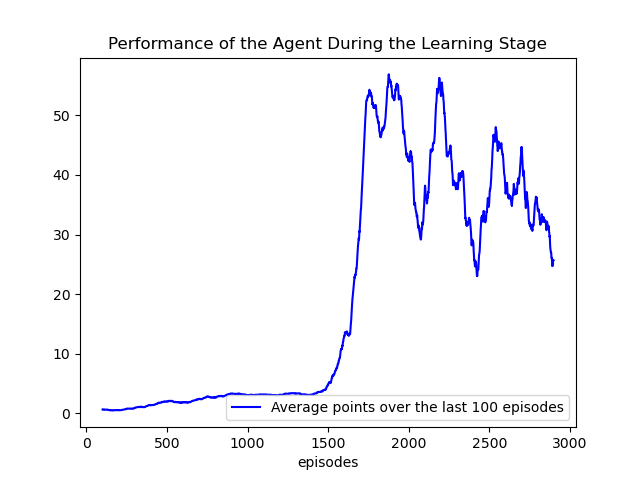 Performance of the Agent During the Learning Stage
50
40
30
20
10
0
Average points over the last 100 episodes
0 500 1000 1500 2000 2500 3000
episodes